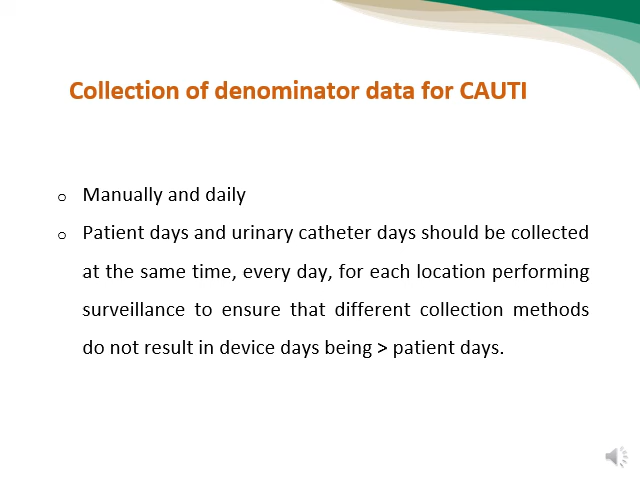 Collection of denominator data for CAUTI
o Manually and daily
o Patient days and urinary catheter days should be collected
at the same time, every day, for each location performing
surveillance to ensure that different collection methods
do not result in device days being > patient days.